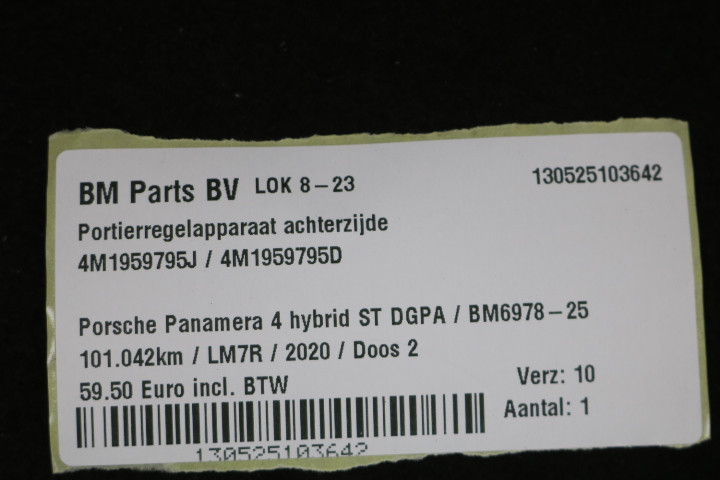 BM Parts BV LOK 8-23
130525103642
Portierregelapparaat achterzijde
4M1959795J / 4M1959795D
Porsche Panamera 4 hybrid ST DGPA / BM6978-25
101.042km / LM7R / 2020 / Doos 2
59.50 Euro incl. BTW
Verz: 10
Aantal: 1
130525103642